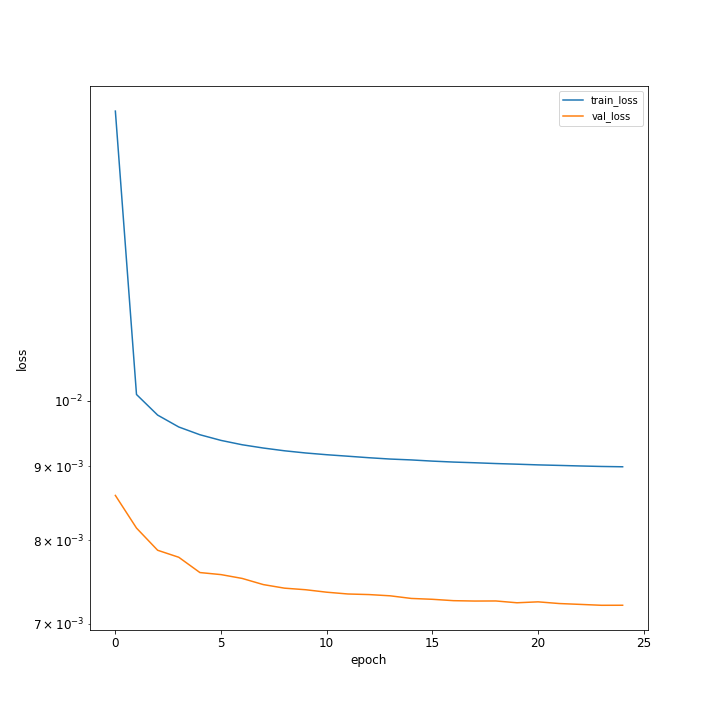 train_loss
val_loss
loss
10⁻²
9 × 10⁻³
8 × 10⁻³
7 × 10⁻³
0 5 10 15 20 25
epoch